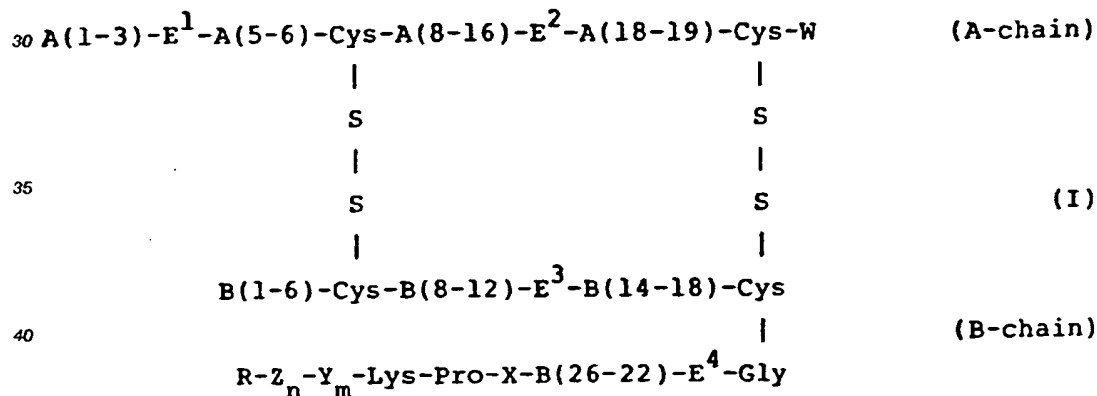 30 A(1-3)-E¹-A(5-6)-Cys-A(8-16)-E²-A(18-19)-Cys-W (A-chain)
| |
S S
| |
35 S S (I)
| |
B(1-6)-Cys-B(8-12)-E³-B(14-18)-Cys
40 | (B-chain)
R-Zₙ-Yₘ-Lys-Pro-X-B(26-22)-E⁴-Gly